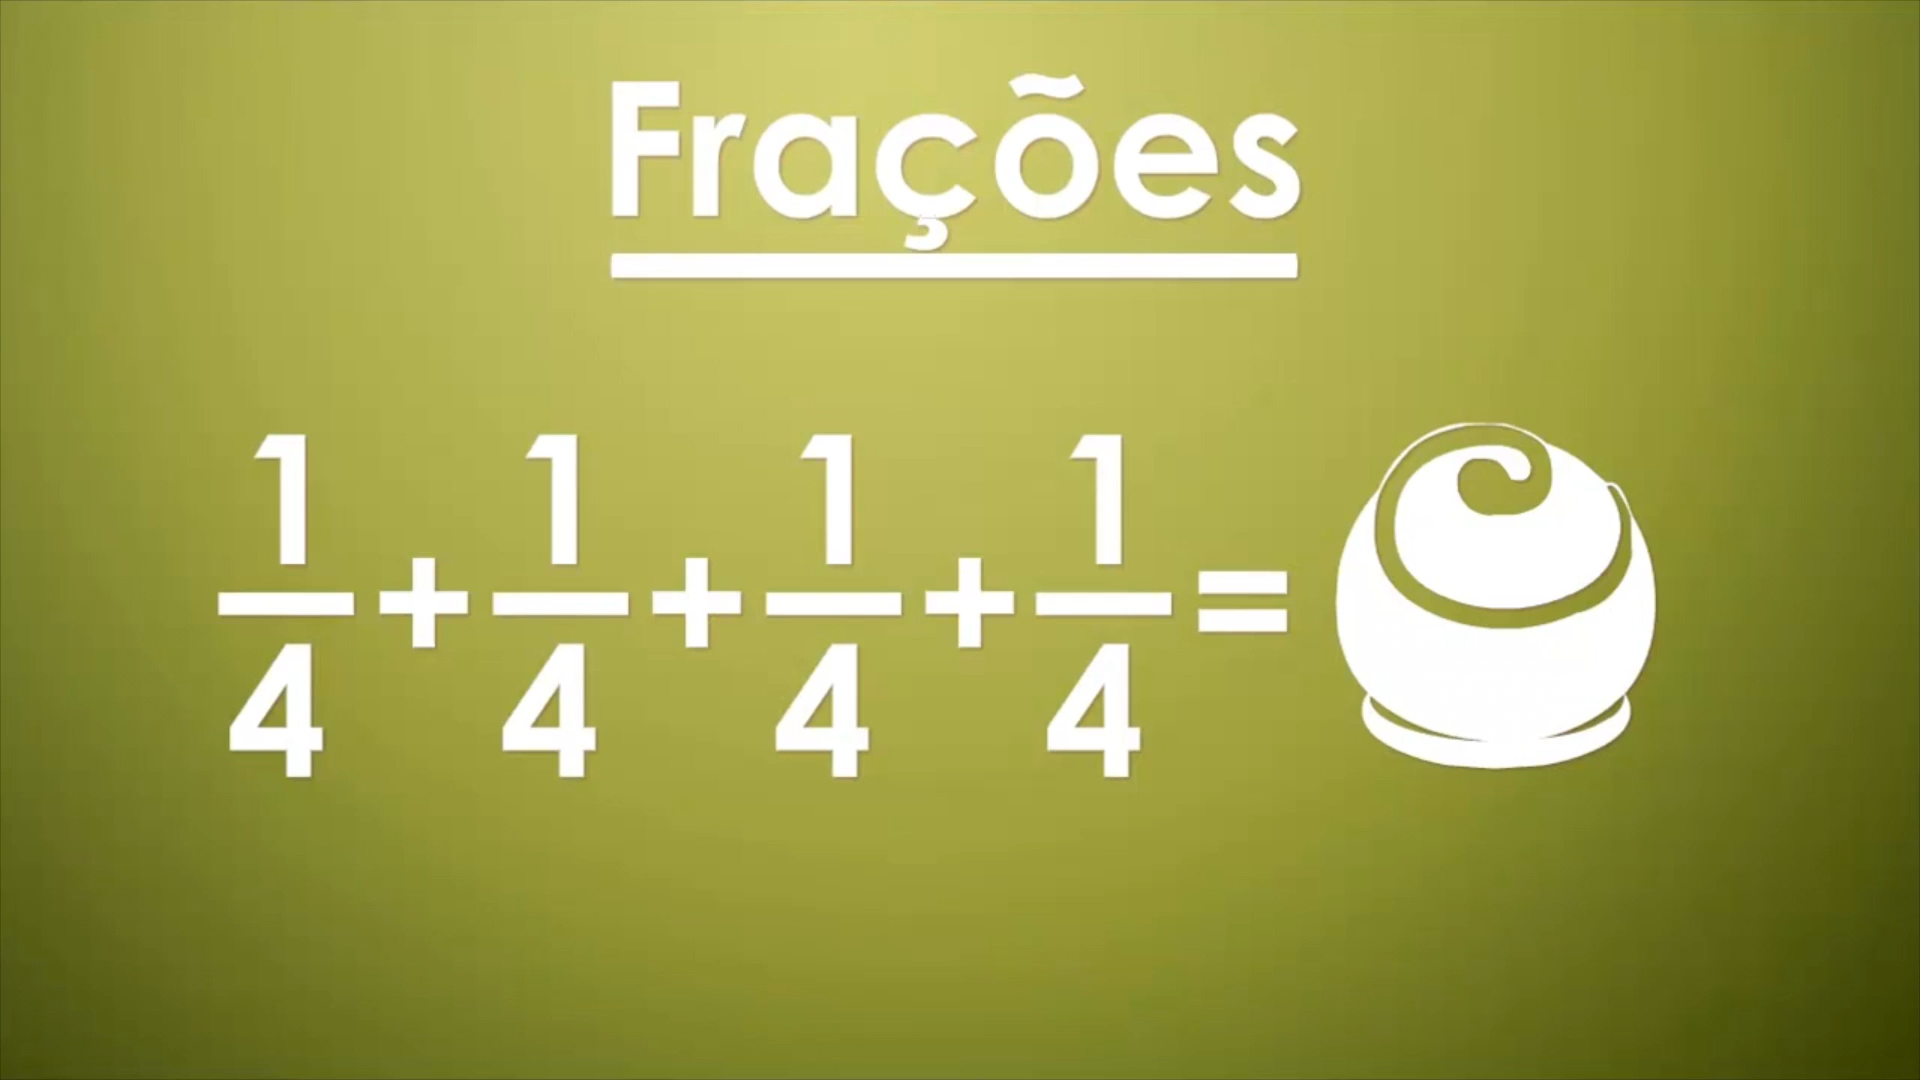 Frações
1/4 + 1/4 + 1/4 + 1/4 =